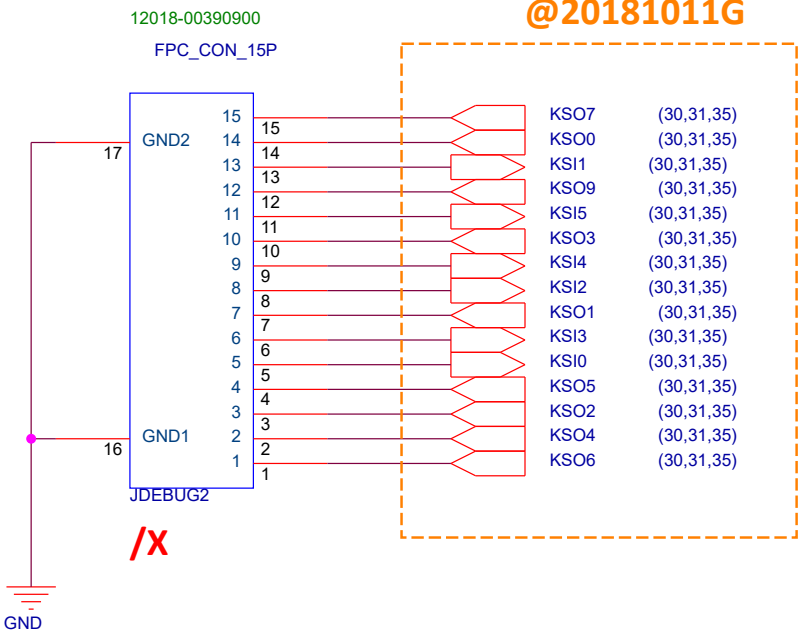 @20181011G
12018-00390900
FPC_CON_15P
15 15 KSO7 (30,31,35)
17 GND2 14 14 KSO0 (30,31,35)
13 13 KSI1 (30,31,35)
12 12 KSO9 (30,31,35)
11 11 KSI5 (30,31,35)
10 10 KSO3 (30,31,35)
9 9 KSI4 (30,31,35)
8 8 KSI2 (30,31,35)
7 7 KSO1 (30,31,35)
6 6 KSI3 (30,31,35)
5 5 KSI0 (30,31,35)
4 4 KSO5 (30,31,35)
3 3 KSO2 (30,31,35)
16 GND1 2 2 KSO4 (30,31,35)
1 1 KSO6 (30,31,35)
JDEBUG2
/X
GND